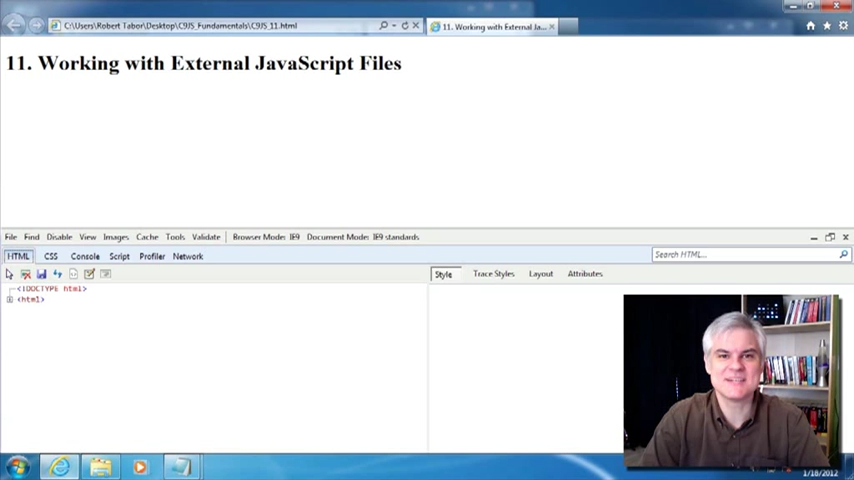 C:\Users\Robert Tabor\Desktop\C9JS_Fundamentals\C9JS_11.html
11. Working with External Ja...
11. Working with External JavaScript Files
File Find Disable View Images Cache Tools Validate Browser Mode: IE9 Document Mode: IE9 standards
HTML CSS Console Script Profiler Network Search HTML...
Style Trace Styles Layout Attributes
<!DOCTYPE html>
<html>
1/18/2012